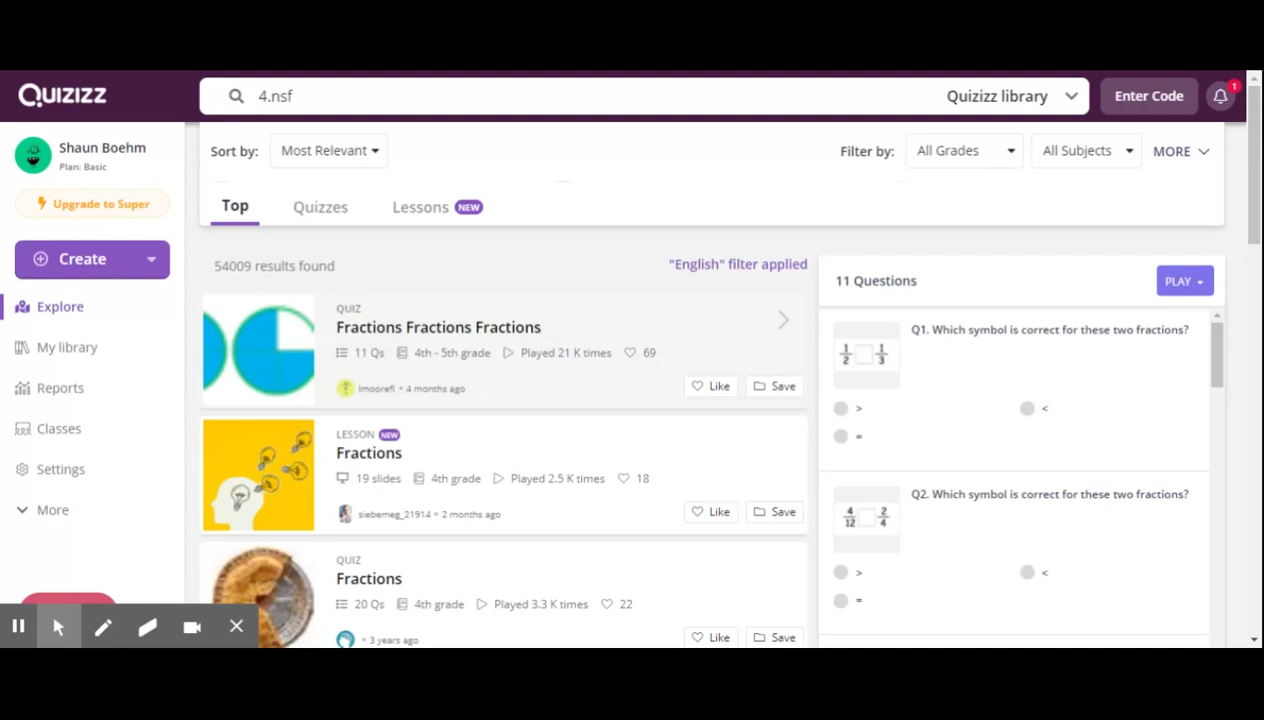 QUIZIZZ
4.nsf
Quizizz library
Enter Code
1
Shaun Boehm
Plan: Basic
Upgrade to Super
Create
Explore
My library
Reports
Classes
Settings
More
Sort by: Most Relevant
Filter by: All Grades All Subjects MORE
Top Quizzes Lessons NEW
54009 results found
"English" filter applied
QUIZ
Fractions Fractions Fractions
11 Qs 4th - 5th grade Played 21 K times 69
lmoorefl • 4 months ago
Like Save
LESSON NEW
Fractions
19 slides 4th grade Played 2.5 K times 18
siebemeg_21914 • 2 months ago
Like Save
QUIZ
Fractions
20 Qs 4th grade Played 3.3 K times 22
• 3 years ago
Like Save
11 Questions
PLAY
Q1. Which symbol is correct for these two fractions?
1/2 1/3
> <
=
Q2. Which symbol is correct for these two fractions?
4/12 2/4
> <
=